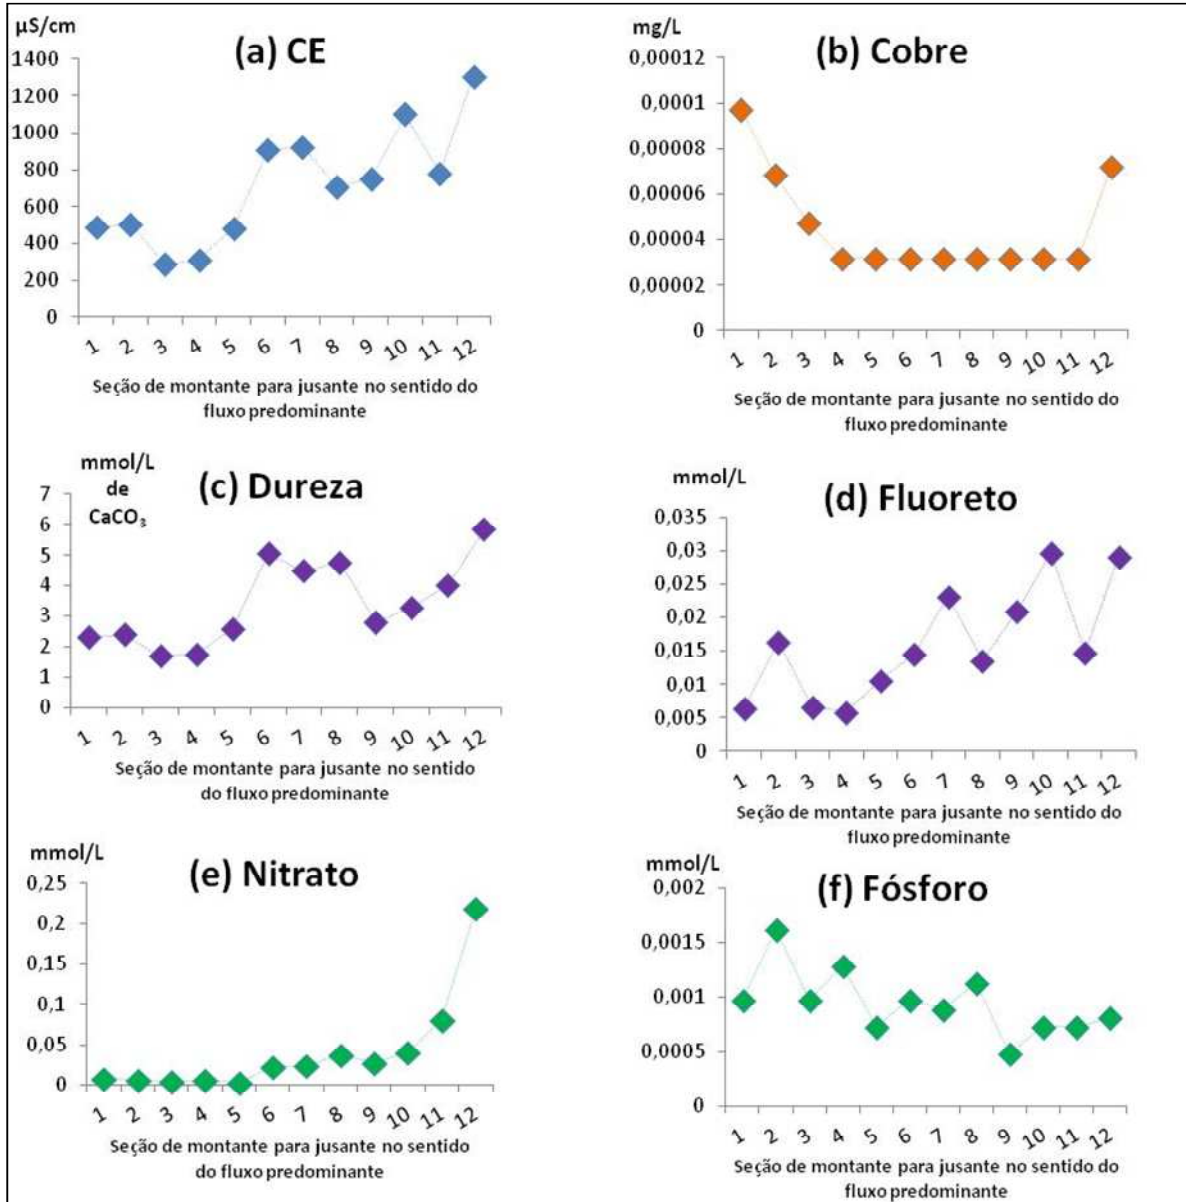 µS/cm
(a) CE
1400
1200
1000
800
600
400
200
0
1 2 3 4 5 6 7 8 9 10 11 12
Seção de montante para jusante no sentido do
fluxo predominante
mg/L
(b) Cobre
0,00012
0,0001
0,00008
0,00006
0,00004
0,00002
0
1 2 3 4 5 6 7 8 9 10 11 12
Seção de montante para jusante no sentido do
fluxo predominante
mmol/L
de
CaCO₃
(c) Dureza
7
6
5
4
3
2
1
0
1 2 3 4 5 6 7 8 9 10 11 12
Seção de montante para jusante no sentido
do fluxo predominante
mmol/L
(d) Fluoreto
0,035
0,03
0,025
0,02
0,015
0,01
0,005
0
1 2 3 4 5 6 7 8 9 10 11 12
Seção de montante para jusante no sentido do
fluxo predominante
mmol/L
(e) Nitrato
0,25
0,2
0,15
0,1
0,05
0
1 2 3 4 5 6 7 8 9 10 11 12
Seção de montante para jusante no sentido
do fluxo predominante
mmol/L
(f) Fósforo
0,002
0,0015
0,001
0,0005
0
1 2 3 4 5 6 7 8 9 10 11 12
Seção de montante para jusante no sentido do
fluxo predominante